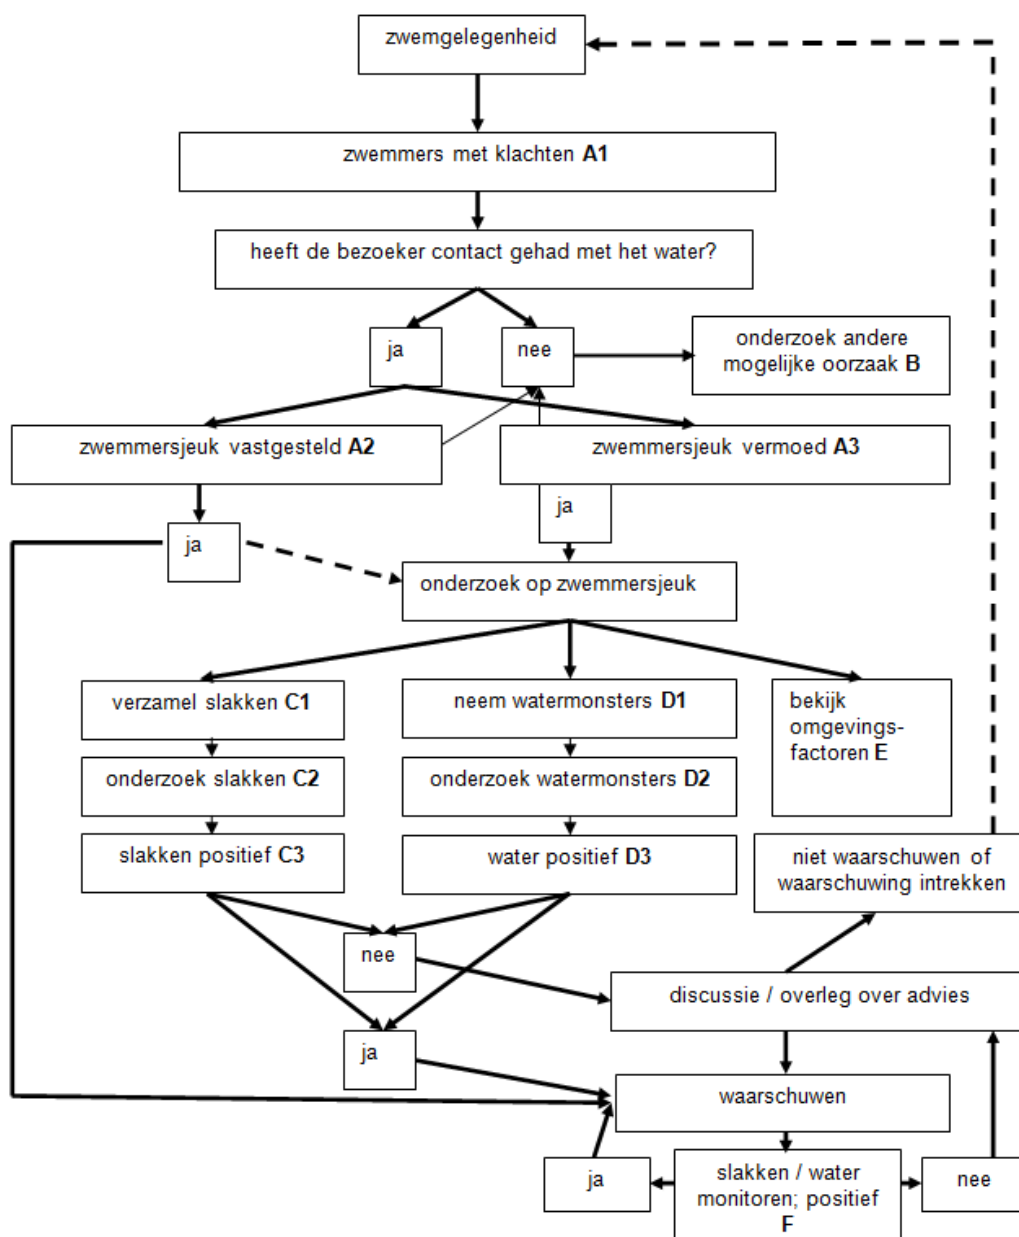 zwemgelegenheid
zwemmers met klachten A1
heeft de bezoeker contact gehad met het water?
ja
nee
onderzoek andere
mogelijke oorzaak B
zwemmersjeuk vastgesteld A2
zwemmersjeuk vermoed A3
ja
ja
onderzoek op zwemmersjeuk
verzamel slakken C1
neem watermonsters D1
bekijk
omgevings-
factoren E
onderzoek slakken C2
onderzoek watermonsters D2
slakken positief C3
water positief D3
niet waarschuwen of
waarschuwing intrekken
nee
discussie / overleg over advies
ja
waarschuwen
ja
slakken / water
monitoren; positief
F
nee